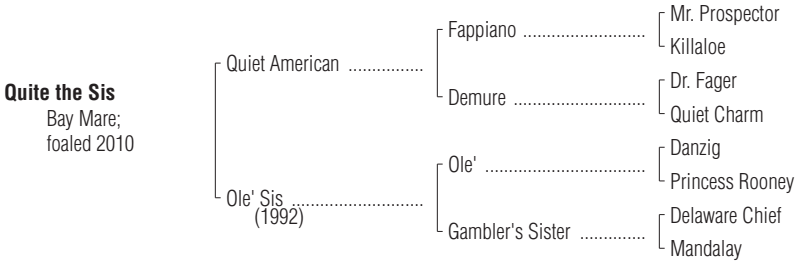 Mr. Prospector
Fappiano ..........................
Killaloe
Quiet American ................
Dr. Fager
Quite the Sis
Demure ............................
Bay Mare;
Quiet Charm
foaled 2010
Danzig
Ole' ..................................
Princess Rooney
Ole' Sis ............................
(1992)
Delaware Chief
Gambler's Sister ..............
Mandalay